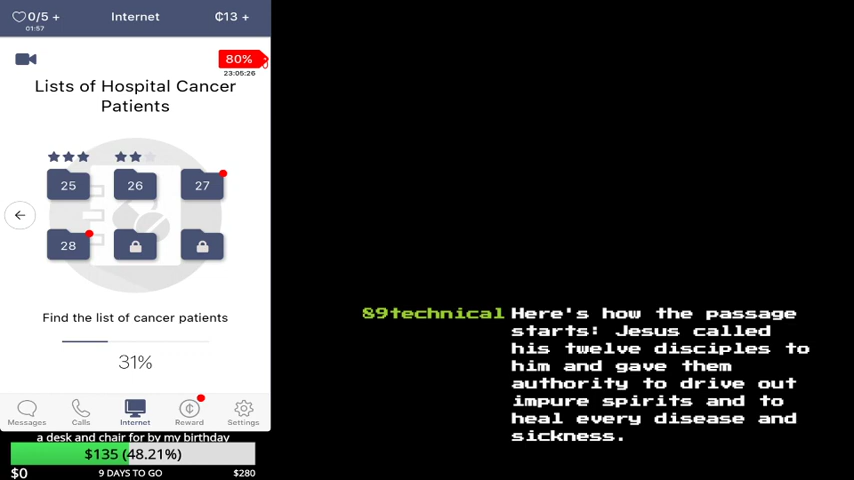 0/5 +
01:57
Internet
₵13 +
80%
23:05:26
Lists of Hospital Cancer
Patients
25
26
27
28
Find the list of cancer patients
31%
Messages
Calls
Internet
Reward
Settings
a desk and chair for by my birthday
$135 (48.21%)
$0
9 DAYS TO GO
$280
89technical Here's how the passage
starts: Jesus called
his twelve disciples to
him and gave them
authority to drive out
impure spirits and to
heal every disease and
sickness.